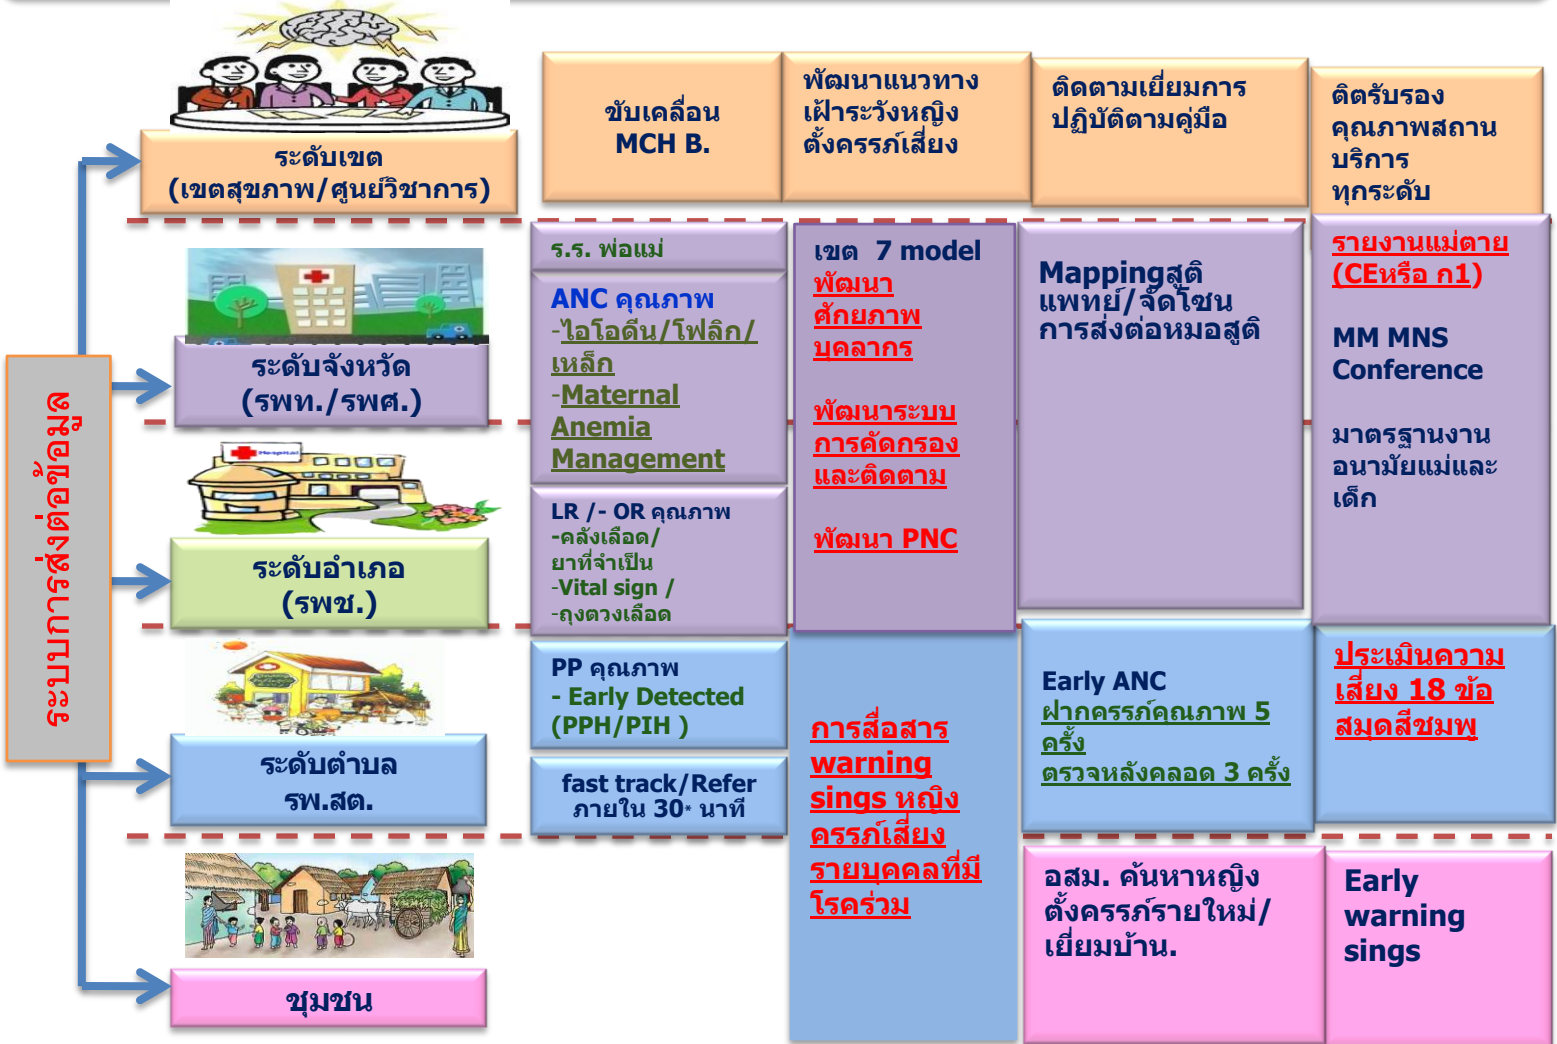 ระบบการส่งต่อข้อมูล
ระดับเขต
(เขตสุขภาพ/ศูนย์วิชาการ)
ขับเคลื่อน
MCH B.
พัฒนาแนวทาง
เฝ้าระวังหญิง
ตั้งครรภ์เสี่ยง
ติดตามเยี่ยมการ
ปฏิบัติตามคู่มือ
ติตรับรอง
คุณภาพสถาน
บริการ
ทุกระดับ
ระดับจังหวัด
(รพท./รพศ.)
Hospital
ระดับอำเภอ
(รพช.)
ร.ร. พ่อแม่
ANC คุณภาพ
-ไอโอดีน/โฟลิก/
เหล็ก
-Maternal
Anemia
Management
LR /- OR คุณภาพ
-คลังเลือด/
ยาที่จำเป็น
-Vital sign /
-ถุงตวงเลือด
เขต 7 model
พัฒนา
ศักยภาพ
บุคลากร
พัฒนาระบบ
การคัดกรอง
และติดตาม
พัฒนา PNC
Mappingสูติ
แพทย์/จัดโซน
การส่งต่อหมอสูติ
รายงานแม่ตาย
(CEหรือ ก1)
MM MNS
Conference
มาตรฐานงาน
อนามัยแม่และ
เด็ก
ระดับตำบล
รพ.สต.
PP คุณภาพ
- Early Detected
(PPH/PIH )
fast track/Refer
ภายใน 30* นาที
การสื่อสาร
warning
sings หญิง
ครรภ์เสี่ยง
รายบุคคลที่มี
โรคร่วม
Early ANC
ฝากครรภ์คุณภาพ 5
ครั้ง
ตรวจหลังคลอด 3 ครั้ง
ประเมินความ
เสี่ยง 18 ข้อ
สมุดสีชมพู
ชุมชน
อสม. ค้นหาหญิง
ตั้งครรภ์รายใหม่/
เยี่ยมบ้าน.
Early
warning
sings